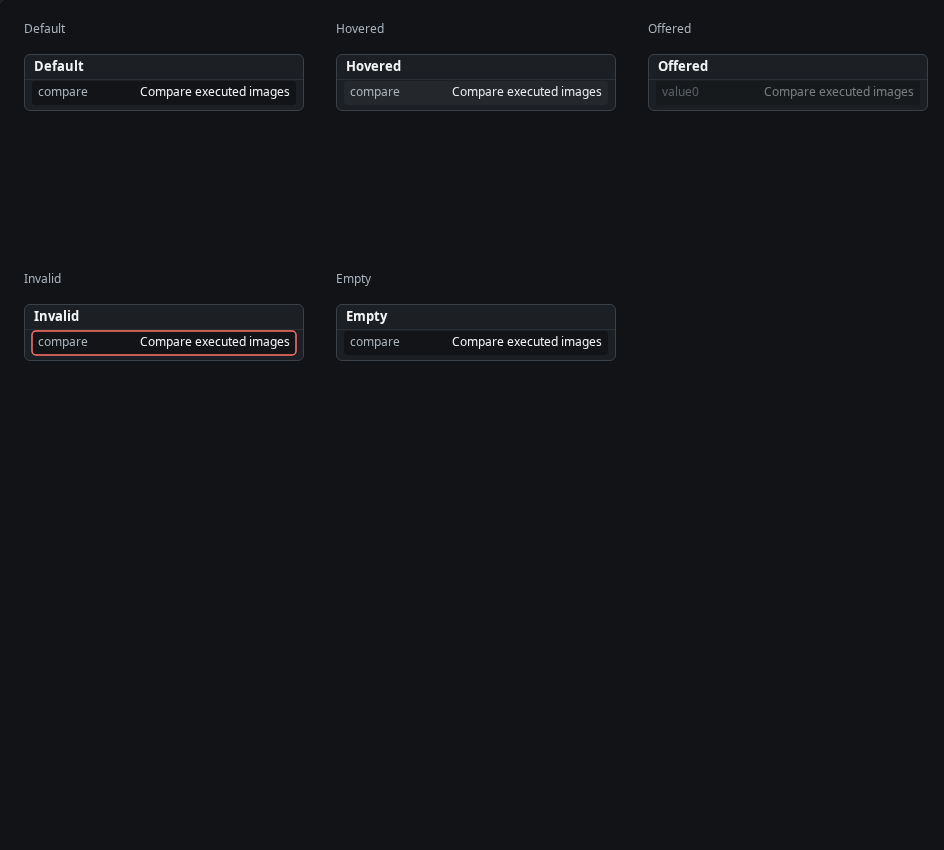 Default
Hovered
Offered
Default
Hovered
Offered
compare Compare executed images
compare Compare executed images
value0 Compare executed images
Invalid
Empty
Invalid
Empty
compare Compare executed images
compare Compare executed images